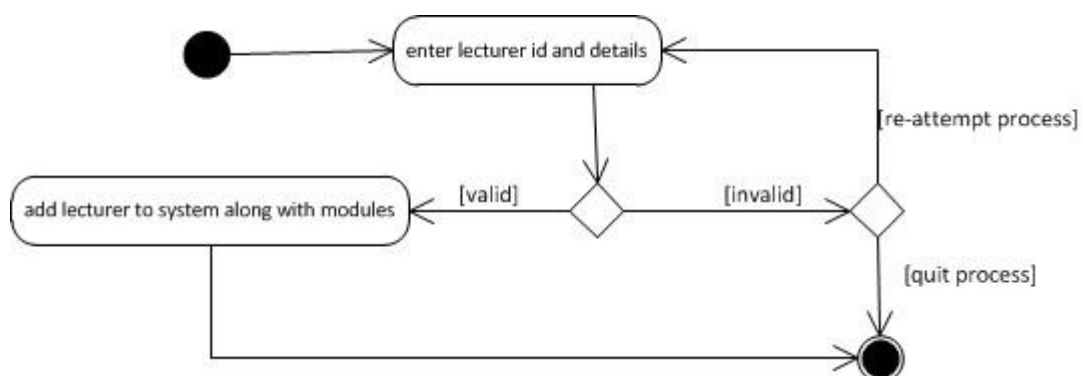 enter lecturer id and details
[re-attempt process]
add lecturer to system along with modules
[valid]
[invalid]
[quit process]